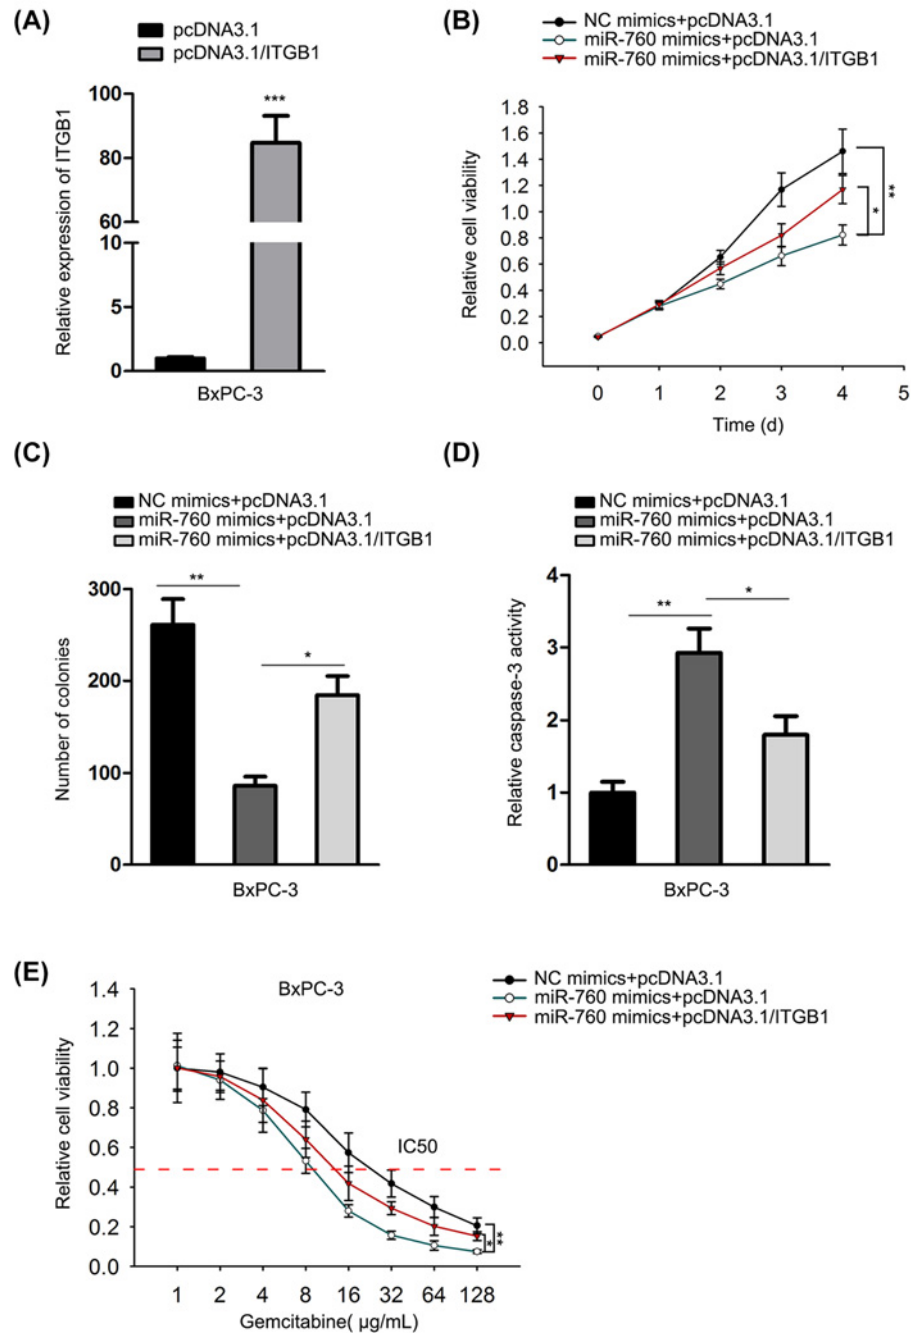 (A)
pcDNA3.1
pcDNA3.1/ITGB1
Relative expression of ITGB1
100
80
60
10
5
0
***
BxPC-3
(B)
NC mimics+pcDNA3.1
miR-760 mimics+pcDNA3.1
miR-760 mimics+pcDNA3.1/ITGB1
Relative cell viability
1.8
1.6
1.4
1.2
1.0
0.8
0.6
0.4
0.2
0.0
*
**
0 1 2 3 4 5
Time (d)
(C)
NC mimics+pcDNA3.1
miR-760 mimics+pcDNA3.1
miR-760 mimics+pcDNA3.1/ITGB1
Number of colonies
300
200
100
0
**
*
BxPC-3
(D)
NC mimics+pcDNA3.1
miR-760 mimics+pcDNA3.1
miR-760 mimics+pcDNA3.1/ITGB1
Relative caspase-3 activity
4
3
2
1
0
**
*
BxPC-3
(E)
BxPC-3
NC mimics+pcDNA3.1
miR-760 mimics+pcDNA3.1
miR-760 mimics+pcDNA3.1/ITGB1
Relative cell viability
1.4
1.2
1.0
0.8
0.6
0.4
0.2
0.0
IC50
*
**
1 2 4 8 16 32 64 128
Gemcitabine( µg/mL)